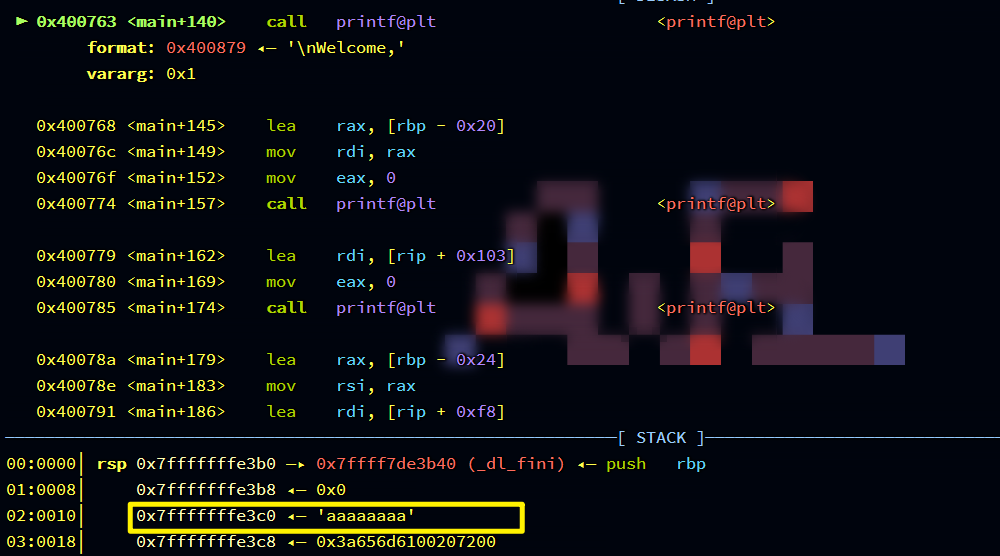 [ DISASM ]
► 0x400763 <main+140> call printf@plt <printf@plt>
format: 0x400879 ◂— '\nWelcome,'
vararg: 0x1
0x400768 <main+145> lea rax, [rbp - 0x20]
0x40076c <main+149> mov rdi, rax
0x40076f <main+152> mov eax, 0
0x400774 <main+157> call printf@plt <printf@plt>
0x400779 <main+162> lea rdi, [rip + 0x103]
0x400780 <main+169> mov eax, 0
0x400785 <main+174> call printf@plt <printf@plt>
0x40078a <main+179> lea rax, [rbp - 0x24]
0x40078e <main+183> mov rsi, rax
0x400791 <main+186> lea rdi, [rip + 0xf8]
[ STACK ]
00:0000│ rsp 0x7fffffffe3b0 —▸ 0x7ffff7de3b40 (_dl_fini) ◂— push rbp
01:0008│ 0x7fffffffe3b8 ◂— 0x0
02:0010│ 0x7fffffffe3c0 ◂— 'aaaaaaaa'
03:0018│ 0x7fffffffe3c8 ◂— 0x3a656d6100207200